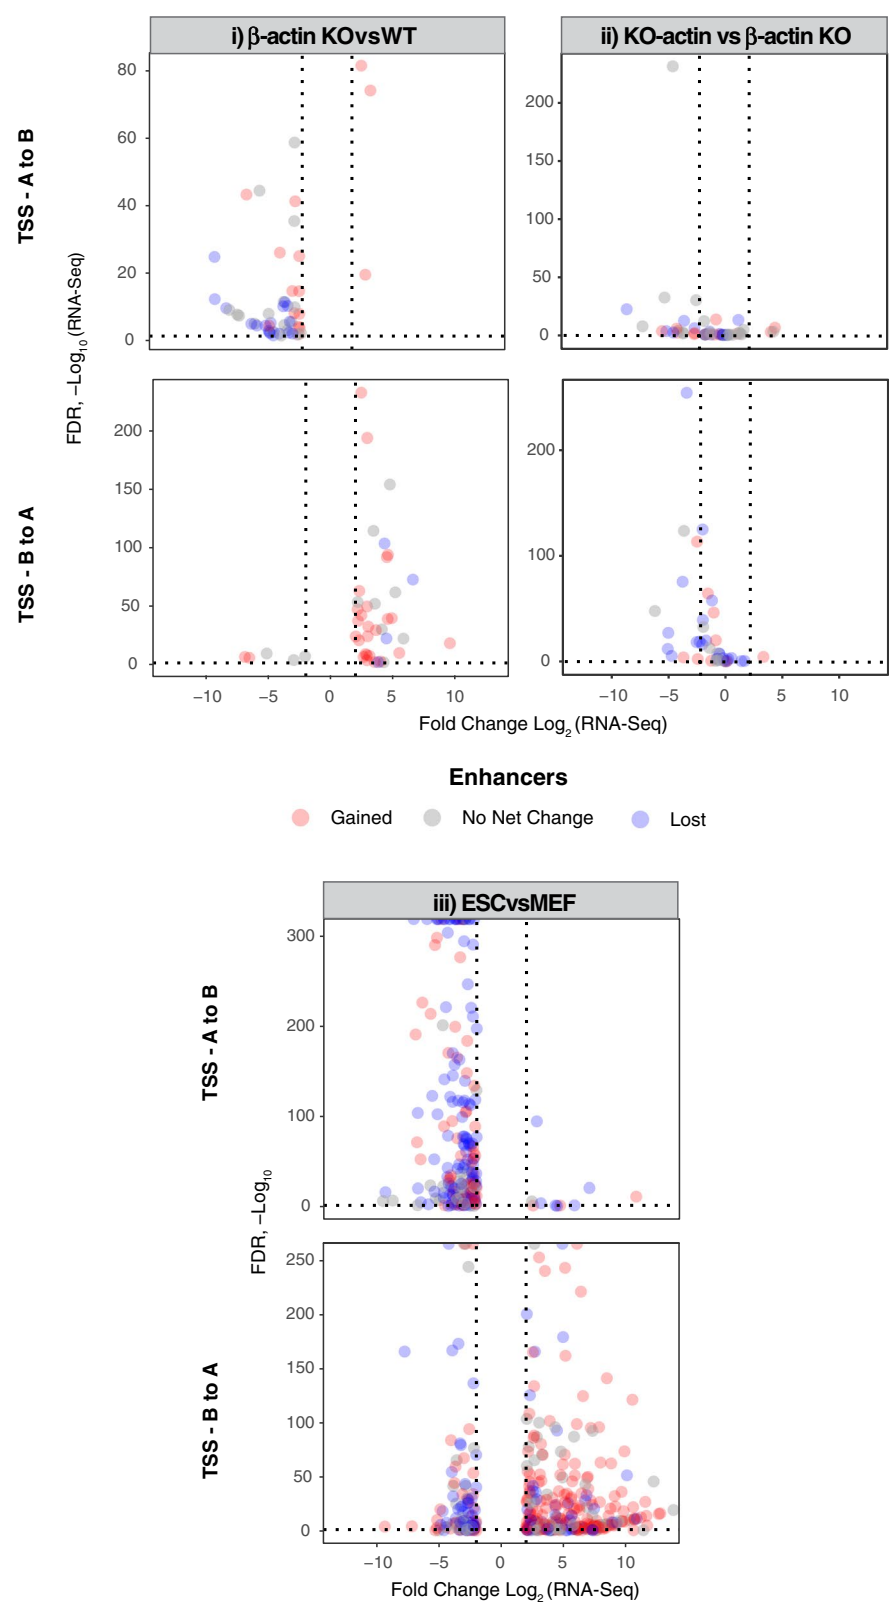 i) β-actin KOvsWT
ii) KO-actin vs β-actin KO
TSS - A to B
80
60
40
20
0
200
150
100
50
0
FDR, −Log10 (RNA-Seq)
TSS - B to A
200
150
100
50
0
200
100
0
−10 −5 0 5 10
−10 −5 0 5 10
Fold Change Log2 (RNA-Seq)
Enhancers
Gained No Net Change Lost
iii) ESCvsMEF
TSS - A to B
300
200
100
0
FDR, −Log10
TSS - B to A
250
200
150
100
50
0
−10 −5 0 5 10
Fold Change Log2 (RNA-Seq)